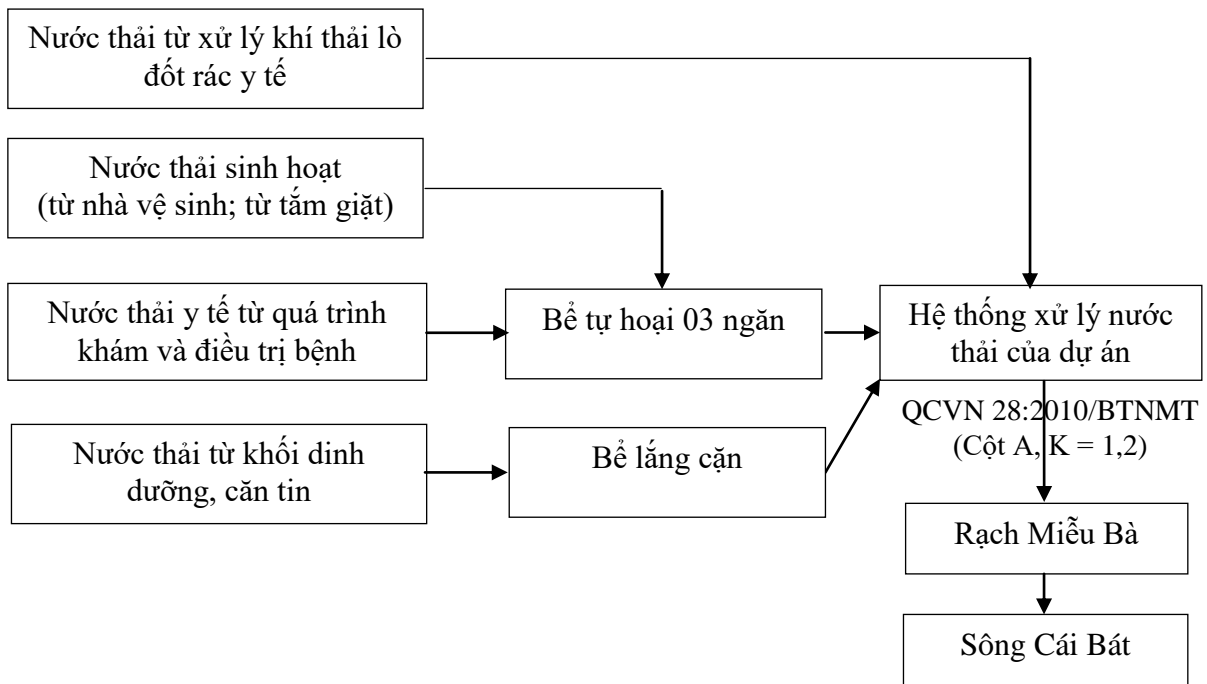 Nước thải từ xử lý khí thải lò
đốt rác y tế
Nước thải sinh hoạt
(từ nhà vệ sinh; từ tắm giặt)
Nước thải y tế từ quá trình
khám và điều trị bệnh
Bể tự hoại 03 ngăn
Hệ thống xử lý nước
thải của dự án
QCVN 28:2010/BTNMT
(Cột A, K = 1,2)
Nước thải từ khối dinh
dưỡng, căn tin
Bể lắng cặn
Rạch Miễu Bà
Sông Cái Bát